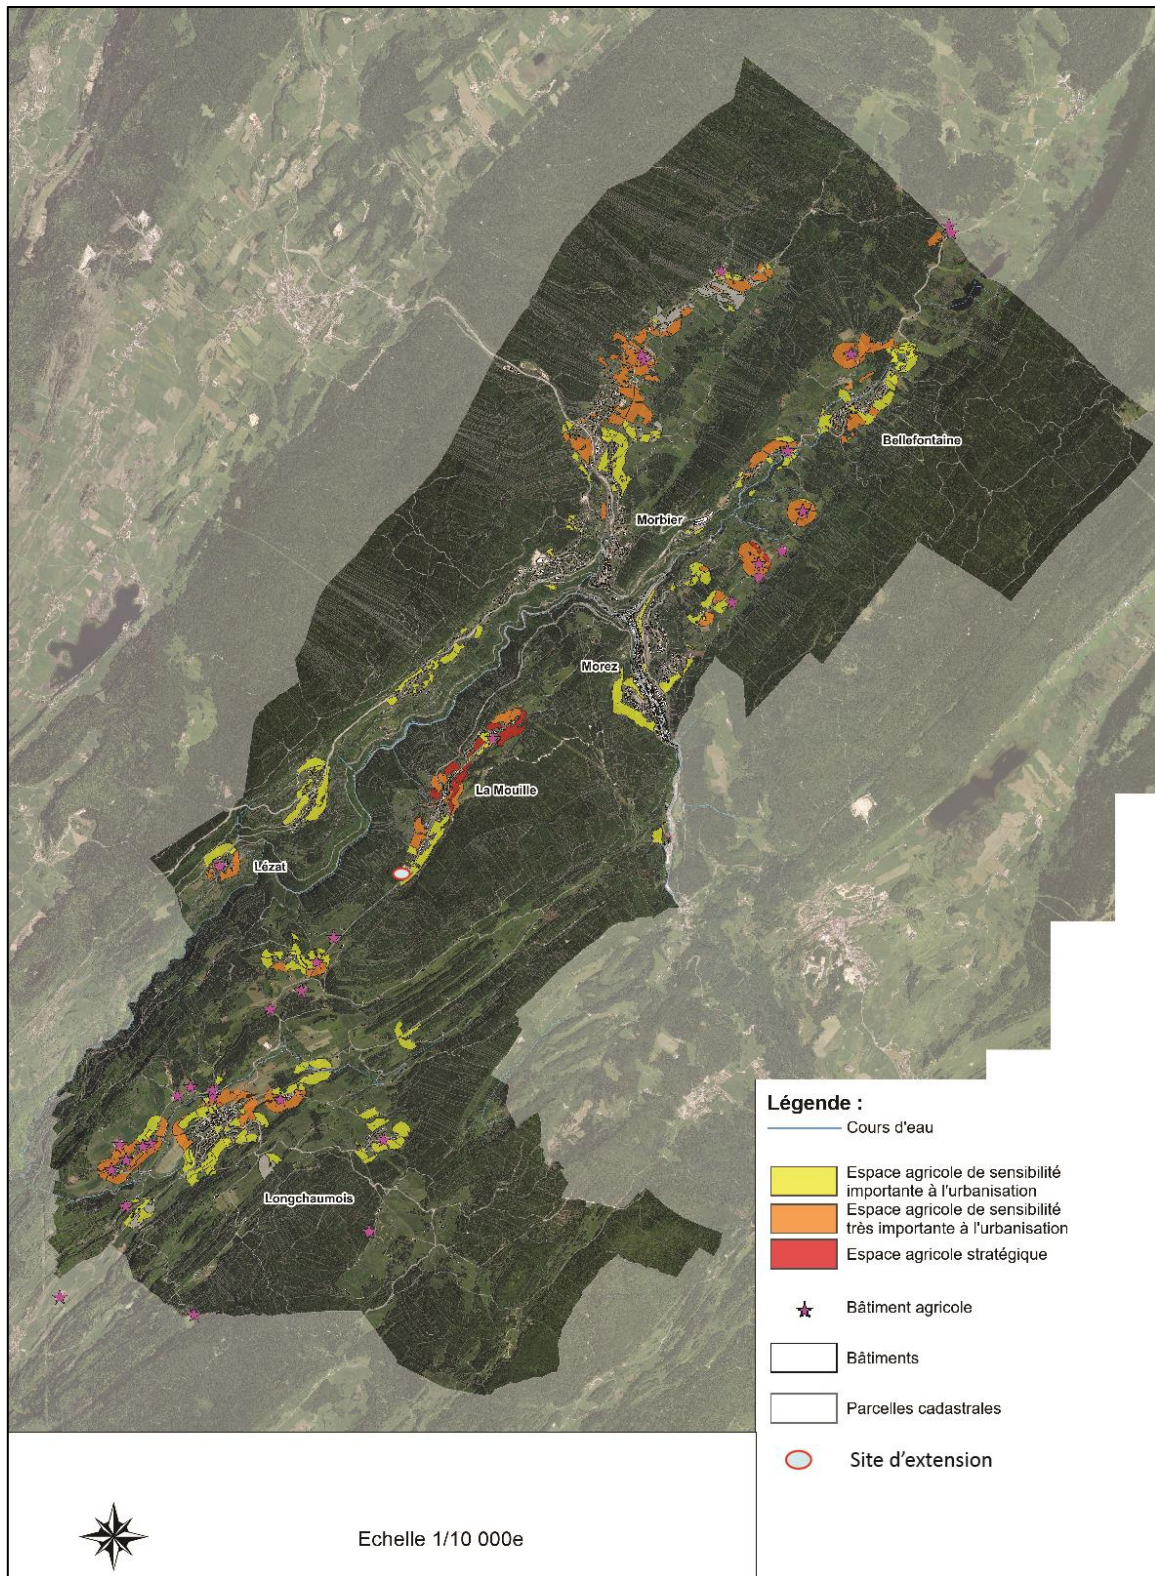 Bellefontaine
Morbier
Morez
La Mouille
Lézat
Longchaumois
Légende :
Cours d'eau
Espace agricole de sensibilité
importante à l'urbanisation
Espace agricole de sensibilité
très importante à l'urbanisation
Espace agricole stratégique
Bâtiment agricole
Bâtiments
Parcelles cadastrales
Site d'extension
Echelle 1/10 000e